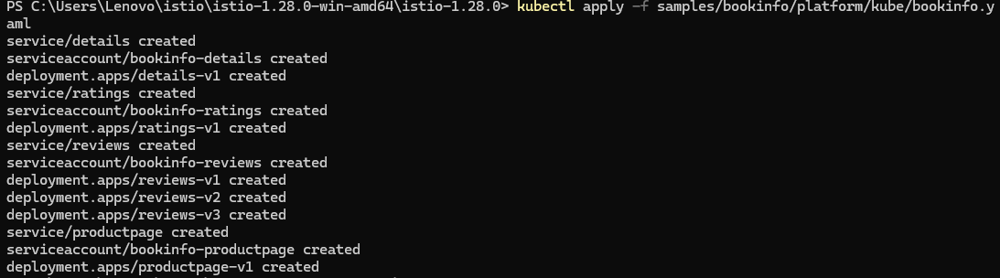 PS C:\Users\Lenovo\istio\istio-1.28.0-win-amd64\istio-1.28.0> kubectl apply -f samples/bookinfo/platform/kube/bookinfo.y
aml
service/details created
serviceaccount/bookinfo-details created
deployment.apps/details-v1 created
service/ratings created
serviceaccount/bookinfo-ratings created
deployment.apps/ratings-v1 created
service/reviews created
serviceaccount/bookinfo-reviews created
deployment.apps/reviews-v1 created
deployment.apps/reviews-v2 created
deployment.apps/reviews-v3 created
service/productpage created
serviceaccount/bookinfo-productpage created
deployment.apps/productpage-v1 created